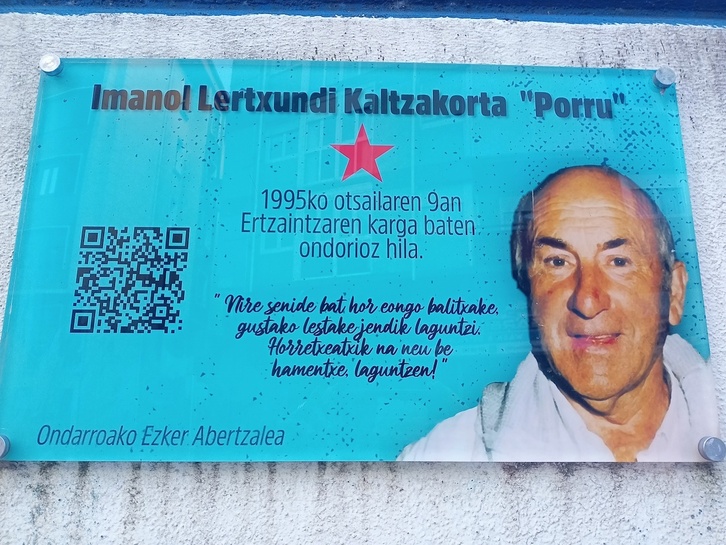 Imanol Lertxundi Kaltzakorta "Porru"
1995ko otsailaren 9an
Ertzaintzaren karga baten
ondorioz hila.
"Nire senide bat hor eongo balitxake,
gustako lestake jendik laguntzi.
Horretxeatxik na neu be
hamentxe, laguntzen!"
Ondarroako Ezker Abertzalea